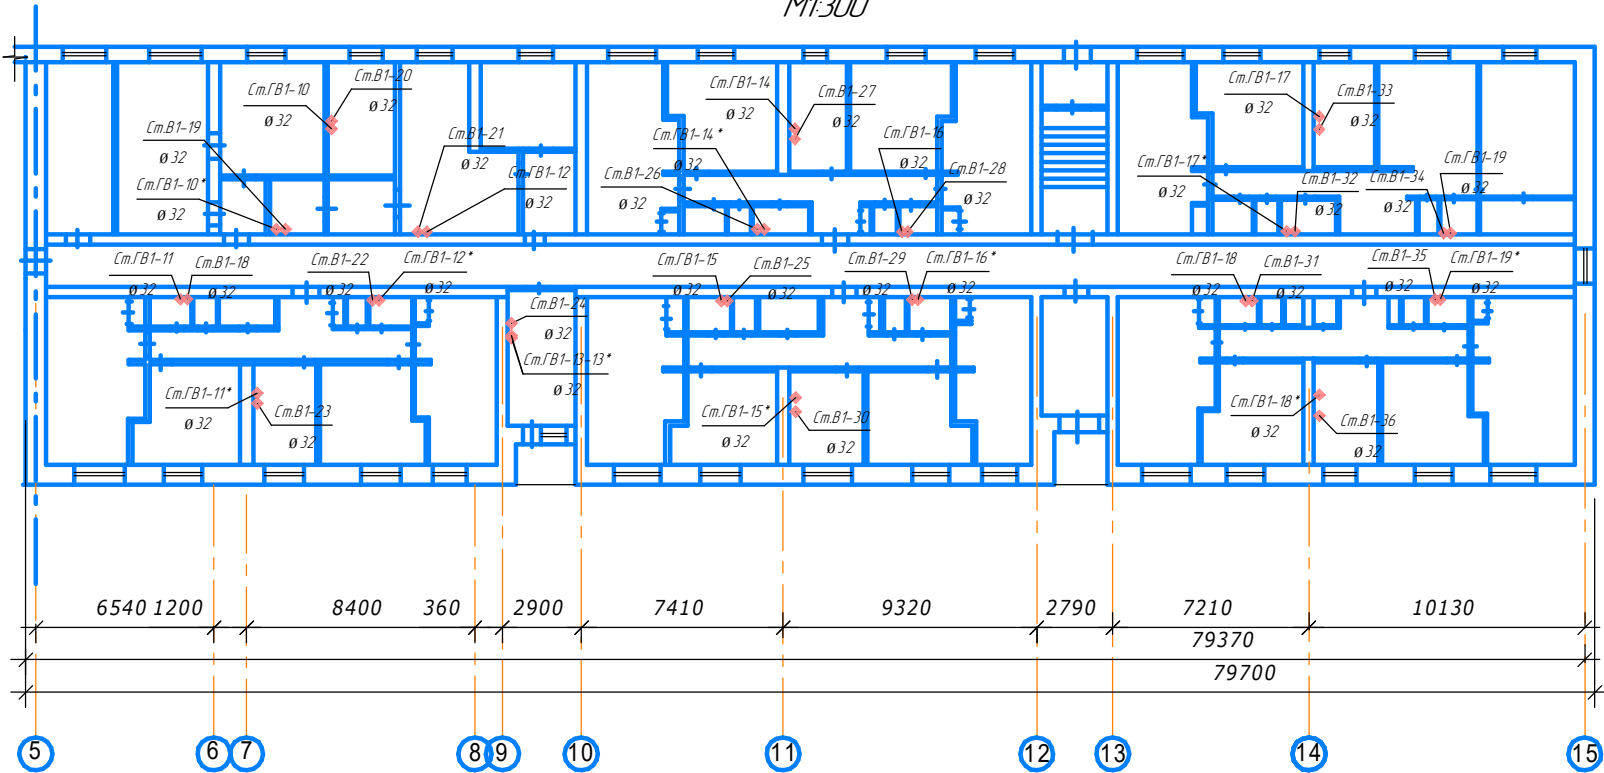 М1:300
Ст.В1-20
Ø 32
Ст.ГВ1-10
Ø 32
Ст.В1-19
Ø 32
Ст.ГВ1-10*
Ø 32
Ст.В1-21
Ø 32
Ст.ГВ1-12
Ø 32
Ст.ГВ1-14
Ø 32
Ст.В1-27
Ø 32
Ст.ГВ1-14*
Ø 32
Ст.В1-26
Ø 32
Ст.ГВ1-16
Ø 32
Ст.В1-28
Ø 32
Ст.ГВ1-17
Ø 32
Ст.В1-33
Ø 32
Ст.ГВ1-17*
Ø 32
Ст.В1-32
Ø 32
Ст.В1-34
Ø 32
Ст.ГВ1-19
Ø 32
Ст.ГВ1-11
Ø 32
Ст.В1-18
Ø 32
Ст.В1-22
Ø 32
Ст.ГВ1-12*
Ø 32
Ст.В1-24
Ø 32
Ст.ГВ1-13-13*
Ø 32
Ст.ГВ1-15
Ø 32
Ст.В1-25
Ø 32
Ст.В1-29
Ø 32
Ст.ГВ1-16*
Ø 32
Ст.ГВ1-18
Ø 32
Ст.В1-31
Ø 32
Ст.В1-35
Ø 32
Ст.ГВ1-19*
Ø 32
Ст.ГВ1-11*
Ø 32
Ст.В1-23
Ø 32
Ст.ГВ1-15*
Ø 32
Ст.В1-30
Ø 32
Ст.ГВ1-18*
Ø 32
Ст.В1-36
Ø 32
6540 1200 8400 360 2900 7410 9320 2790 7210 10130
79370
79700
5 6 7 8 9 10 11 12 13 14 15